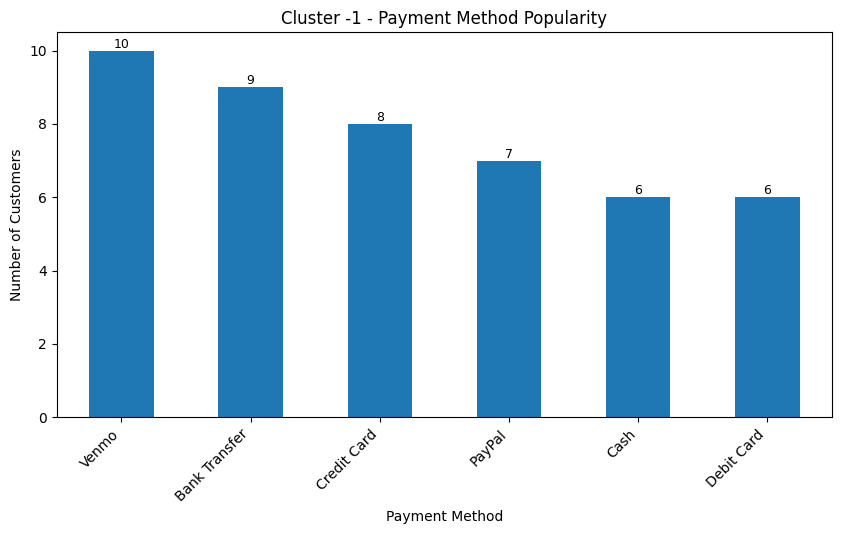 Cluster -1 - Payment Method Popularity
10
9
8
7
6
6
10
8
6
4
2
0
Number of Customers
Venmo
Bank Transfer
Credit Card
PayPal
Cash
Debit Card
Payment Method